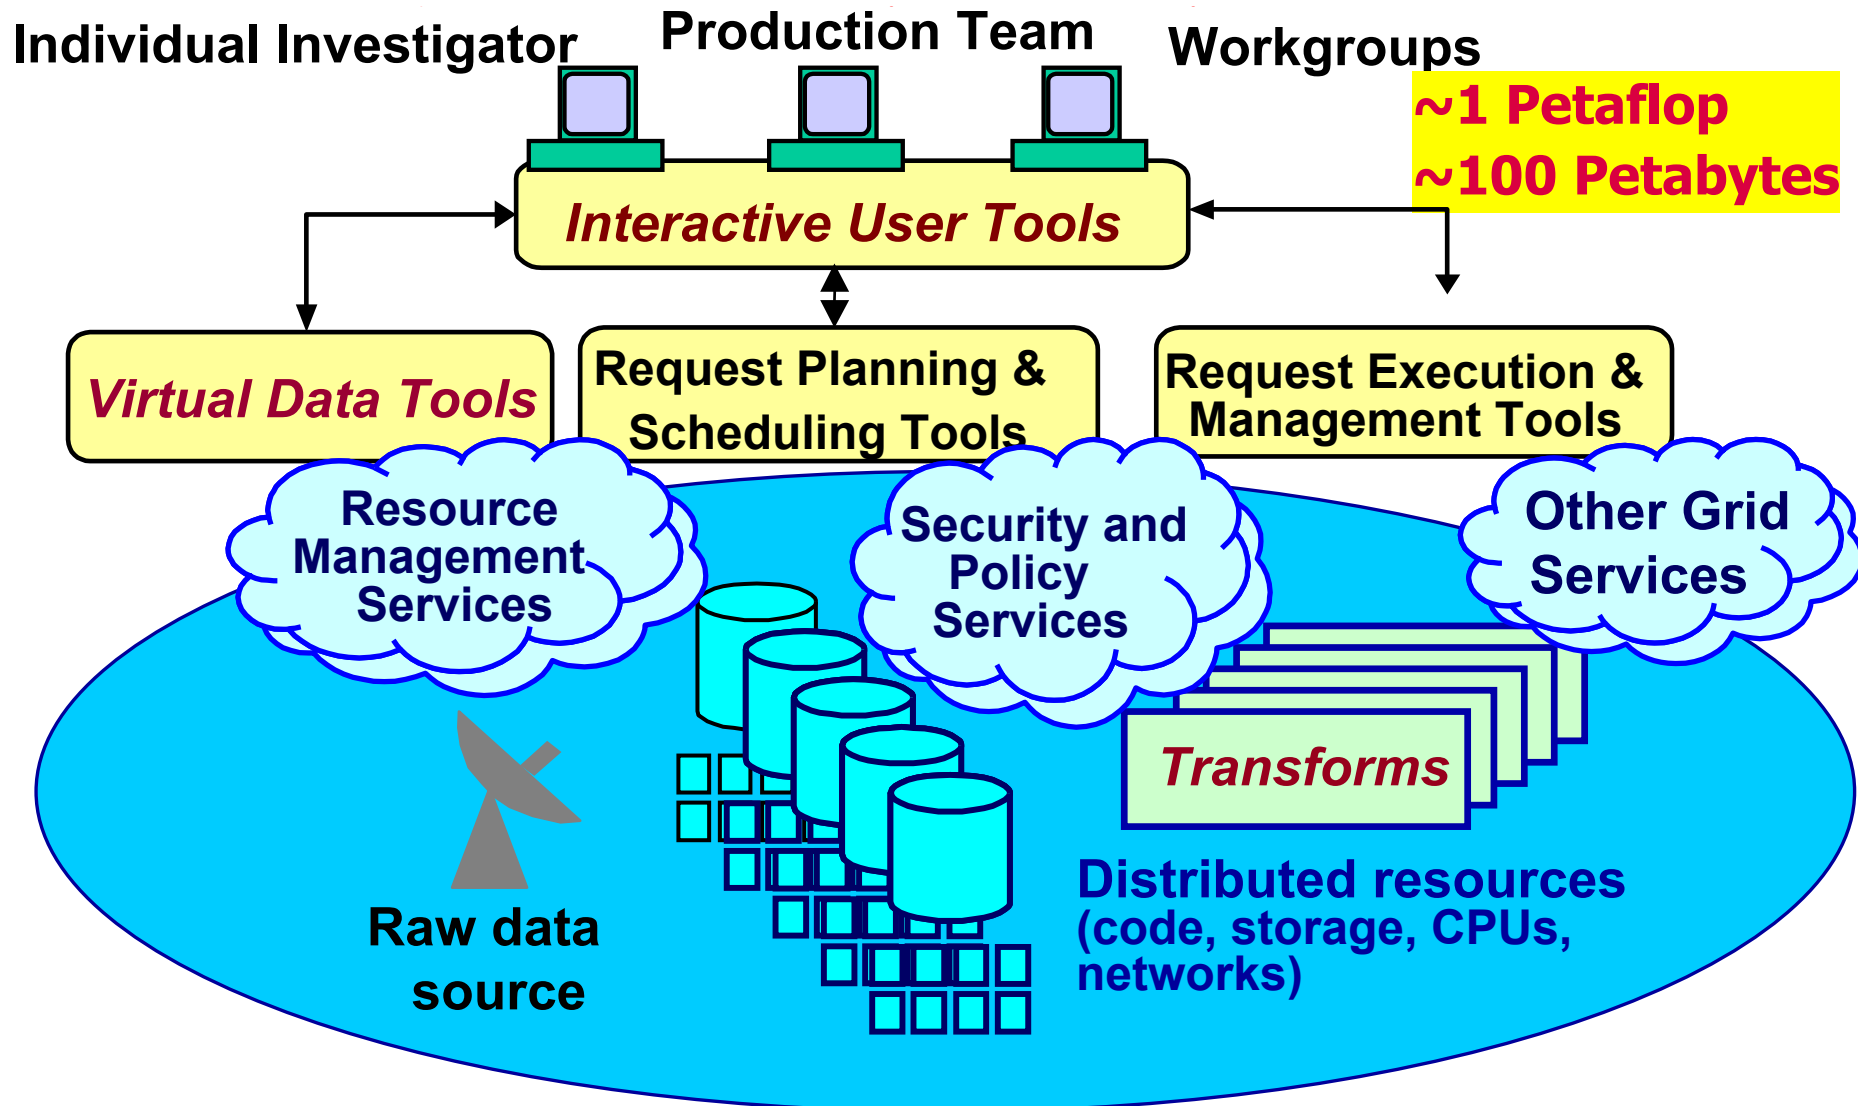 Individual Investigator
Production Team
Workgroups
~1 Petaflop
~100 Petabytes
Interactive User Tools
Virtual Data Tools
Request Planning &
Scheduling Tools
Request Execution &
Management Tools
Resource
Management
Services
Security and
Policy
Services
Other Grid
Services
Transforms
Raw data
source
Distributed resources
(code, storage, CPUs,
networks)